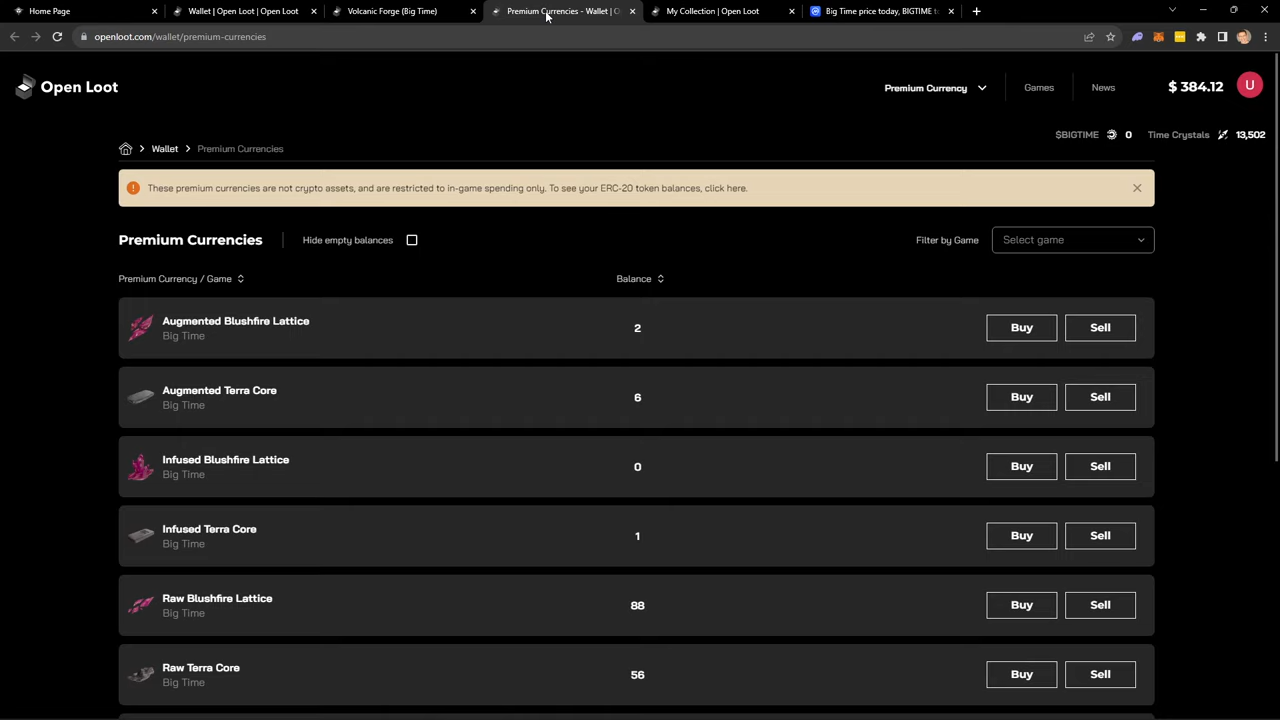 Home Page
Wallet | Open Loot | Open Loot
Volcanic Forge (Big Time)
Premium Currencies - Wallet | O
My Collection | Open Loot
Big Time price today, BIGTIME to
openloot.com/wallet/premium-currencies
Open Loot
Premium Currency
Games
News
$ 384.12
U
$BIGTIME 0
Time Crystals 13,502
Wallet
Premium Currencies
These premium currencies are not crypto assets, and are restricted to in-game spending only. To see your ERC-20 token balances, click here.
Premium Currencies
Hide empty balances
Filter by Game
Select game
Premium Currency / Game
Balance
Augmented Blushfire Lattice
Big Time
2
Buy
Sell
Augmented Terra Core
Big Time
6
Buy
Sell
Infused Blushfire Lattice
Big Time
0
Buy
Sell
Infused Terra Core
Big Time
1
Buy
Sell
Raw Blushfire Lattice
Big Time
88
Buy
Sell
Raw Terra Core
Big Time
56
Buy
Sell